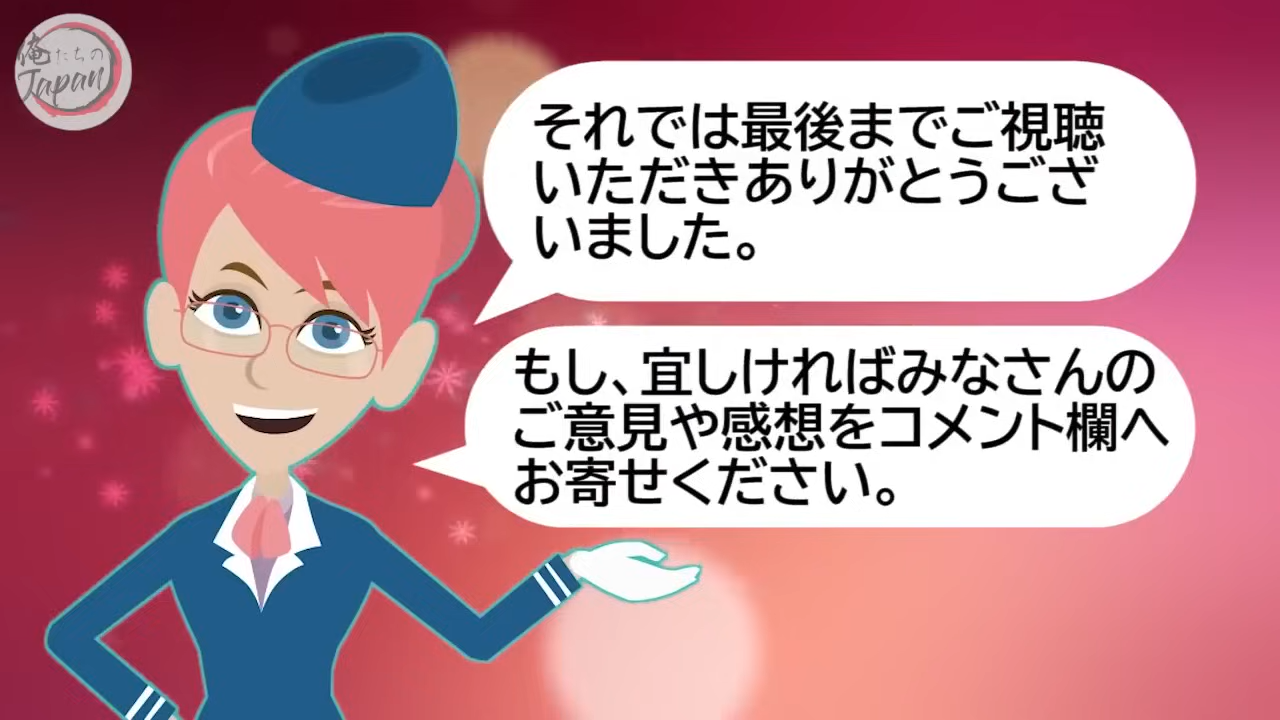 俺たちの
Japan
それでは最後までご視聴
いただきありがとうござ
いました。
もし、宜しければみなさんの
ご意見や感想をコメント欄へ
お寄せください。